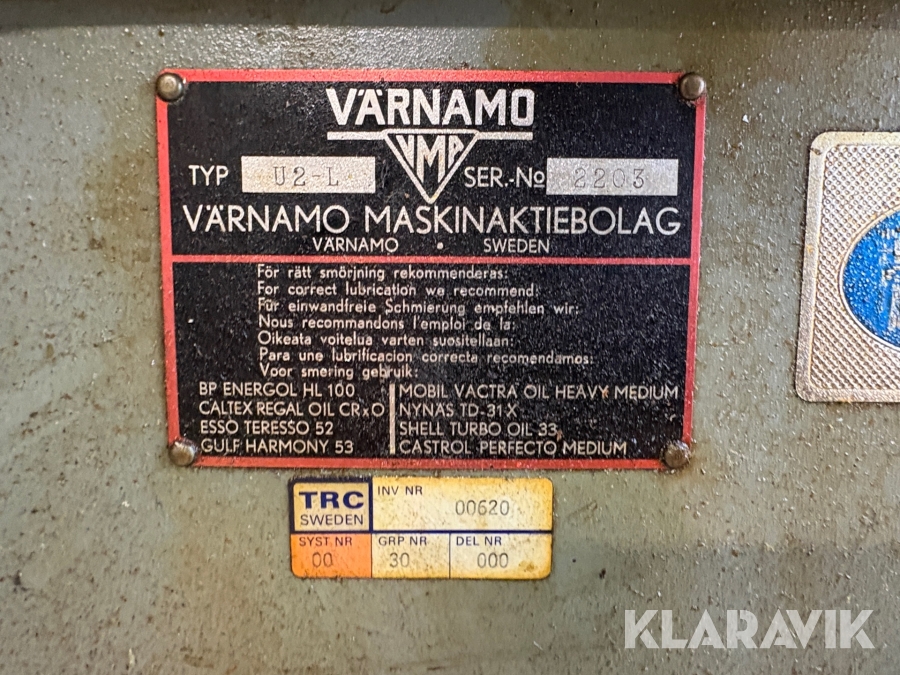 VÄRNAMO
VMA
TYP U2-L SER.-No 2203
VÄRNAMO MASKINAKTIEBOLAG
VÄRNAMO • SWEDEN
För rätt smörjning rekommenderas:
For correct lubrication we recommend:
Für einwandfreie Schmierung empfehlen wir:
Nous recommandons l'emploi de la:
Oikeata voitelua varten suositellaan:
Para une lubrificacion correcta recomendamos:
Voor smering gebruik:
BP ENERGOL HL 100
CALTEX REGAL OIL CRxO
ESSO TERESSO 52
GULF HARMONY 53
MOBIL VACTRA OIL HEAVY MEDIUM
NYNÄS TD-31 X
SHELL TURBO OIL 33
CASTROL PERFECTO MEDIUM
TRC
SWEDEN
INV NR 00620
SYST. NR 00
GRP NR 30
DEL NR 000
KLARAVIK